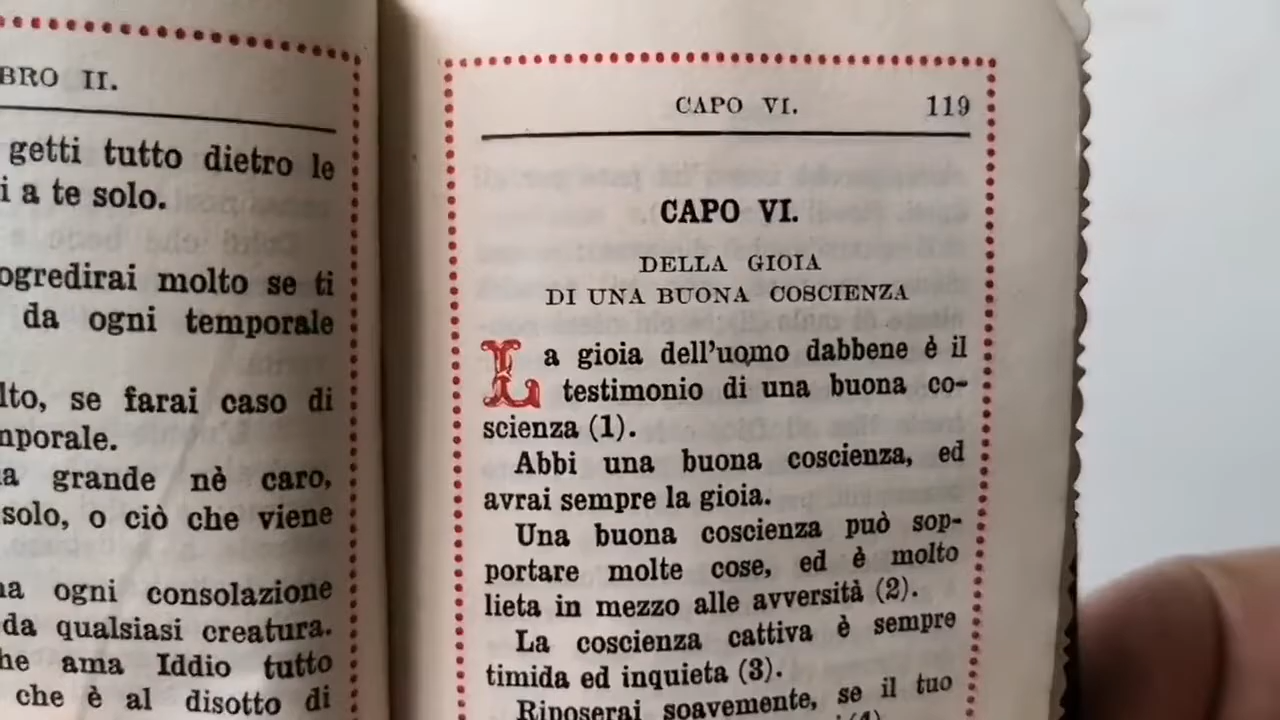 BRO II.
getti tutto dietro le
i a te solo.
ogredirai molto se ti
da ogni temporale
lto, se farai caso di
nporale.
a grande nè caro,
solo, o ciò che viene
na ogni consolazione
da qualsiasi creatura.
he ama Iddio tutto
che è al disotto di
CAPO VI. 119
CAPO VI.
DELLA GIOIA
DI UNA BUONA COSCIENZA
La gioia dell'uomo dabbene è il
testimonio di una buona co-
scienza (1).
Abbi una buona coscienza, ed
avrai sempre la gioia.
Una buona coscienza può sop-
portare molte cose, ed è molto
lieta in mezzo alle avversità (2).
La coscienza cattiva è sempre
timida ed inquieta (3).
Riposerai soavemente, se il tuo